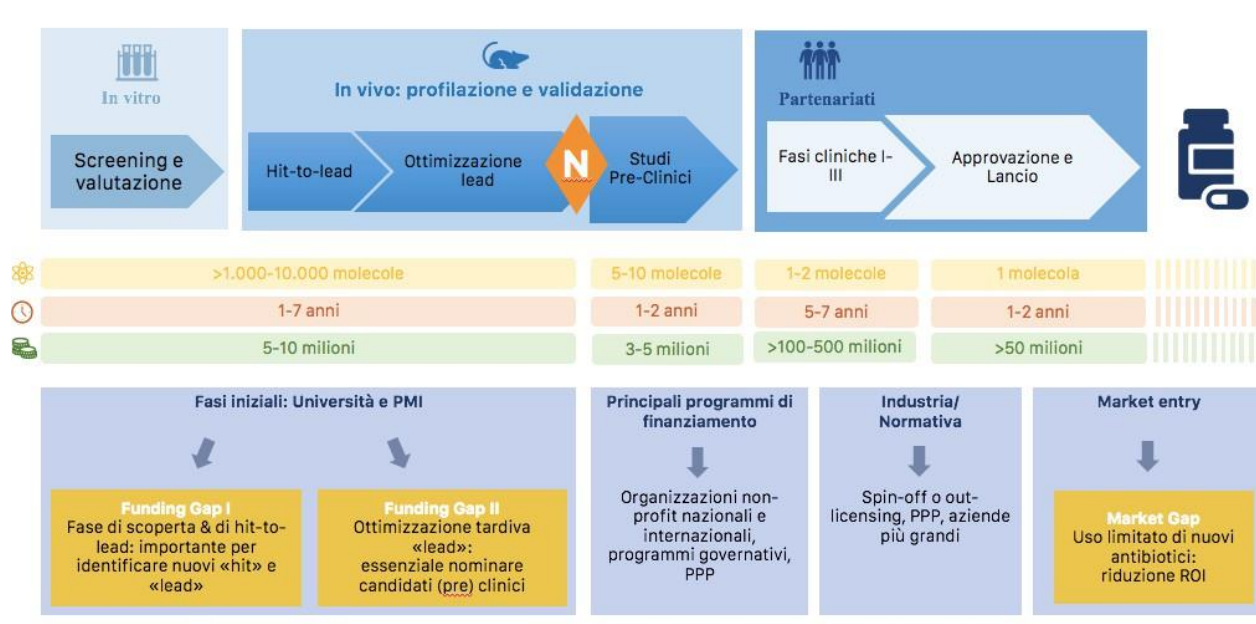 In vitro
In vivo: profilazione e validazione
Partenariati
Screening e
valutazione
Hit-to-lead
Ottimizzazione
lead
N
Studi
Pre-Clinici
Fasi cliniche I-
III
Approvazione e
Lancio
>1.000-10.000 molecole
5-10 molecole
1-2 molecole
1 molecola
1-7 anni
1-2 anni
5-7 anni
1-2 anni
5-10 milioni
3-5 milioni
>100-500 milioni
>50 milioni
Fasi iniziali: Università e PMI
Funding Gap I
Fase di scoperta & di hit-to-
lead: importante per
identificare nuovi «hit» e
«lead»
Funding Gap II
Ottimizzazione tardiva
«lead»:
essenziale nominare
candidati (pre) clinici
Principali programmi di
finanziamento
Organizzazioni non-
profit nazionali e
internazionali,
programmi governativi,
PPP
Industria/
Normativa
Spin-off o out-
licensing, PPP, aziende
più grandi
Market entry
Market Gap
Uso limitato di nuovi
antibiotici:
riduzione ROI